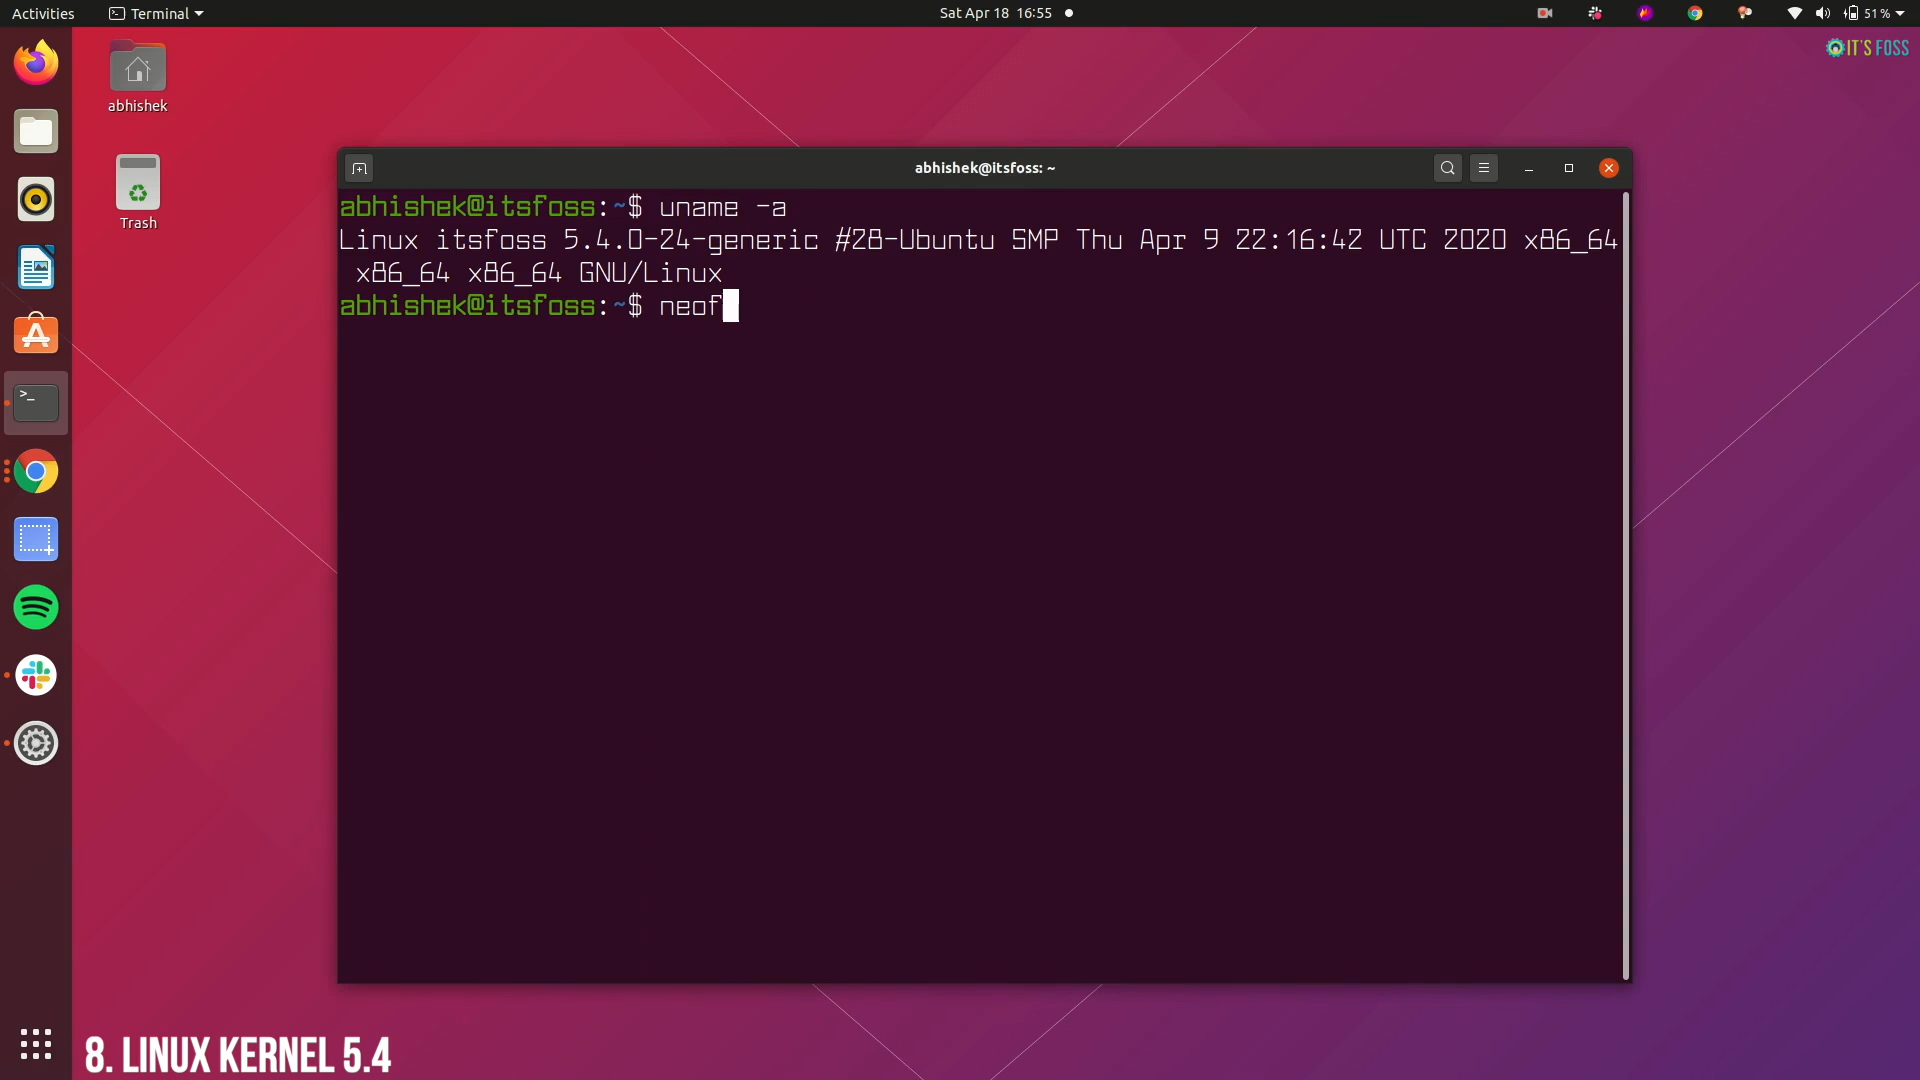 Activities
Terminal
Sat Apr 18 16:55
51 %
IT'S FOSS
abhishek
Trash
abhishek@itsfoss: ~
abhishek@itsfoss:~$ uname -a
Linux itsfoss 5.4.0-24-generic #28-Ubuntu SMP Thu Apr 9 22:16:42 UTC 2020 x86_64
x86_64 x86_64 GNU/Linux
abhishek@itsfoss:~$ neof
8. LINUX KERNEL 5.4